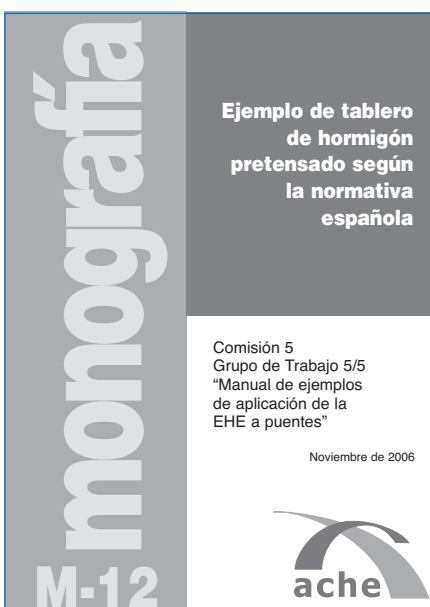 monografía
M-12
Ejemplo de tablero
de hormigón
pretensado según
la normativa
española
Comisión 5
Grupo de Trabajo 5/5
“Manual de ejemplos
de aplicación de la
EHE a puentes”
Noviembre de 2006
ache